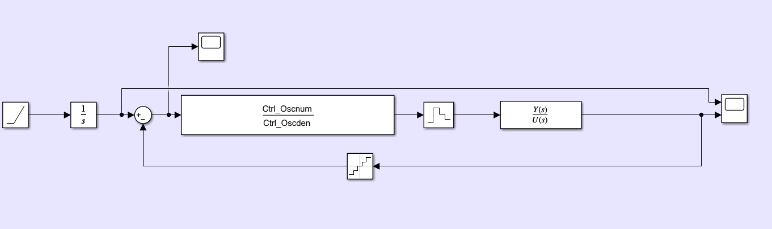 1
s
+
-
Ctrl_Oscnum
Ctrl_Oscden
Y(s)
U(s)